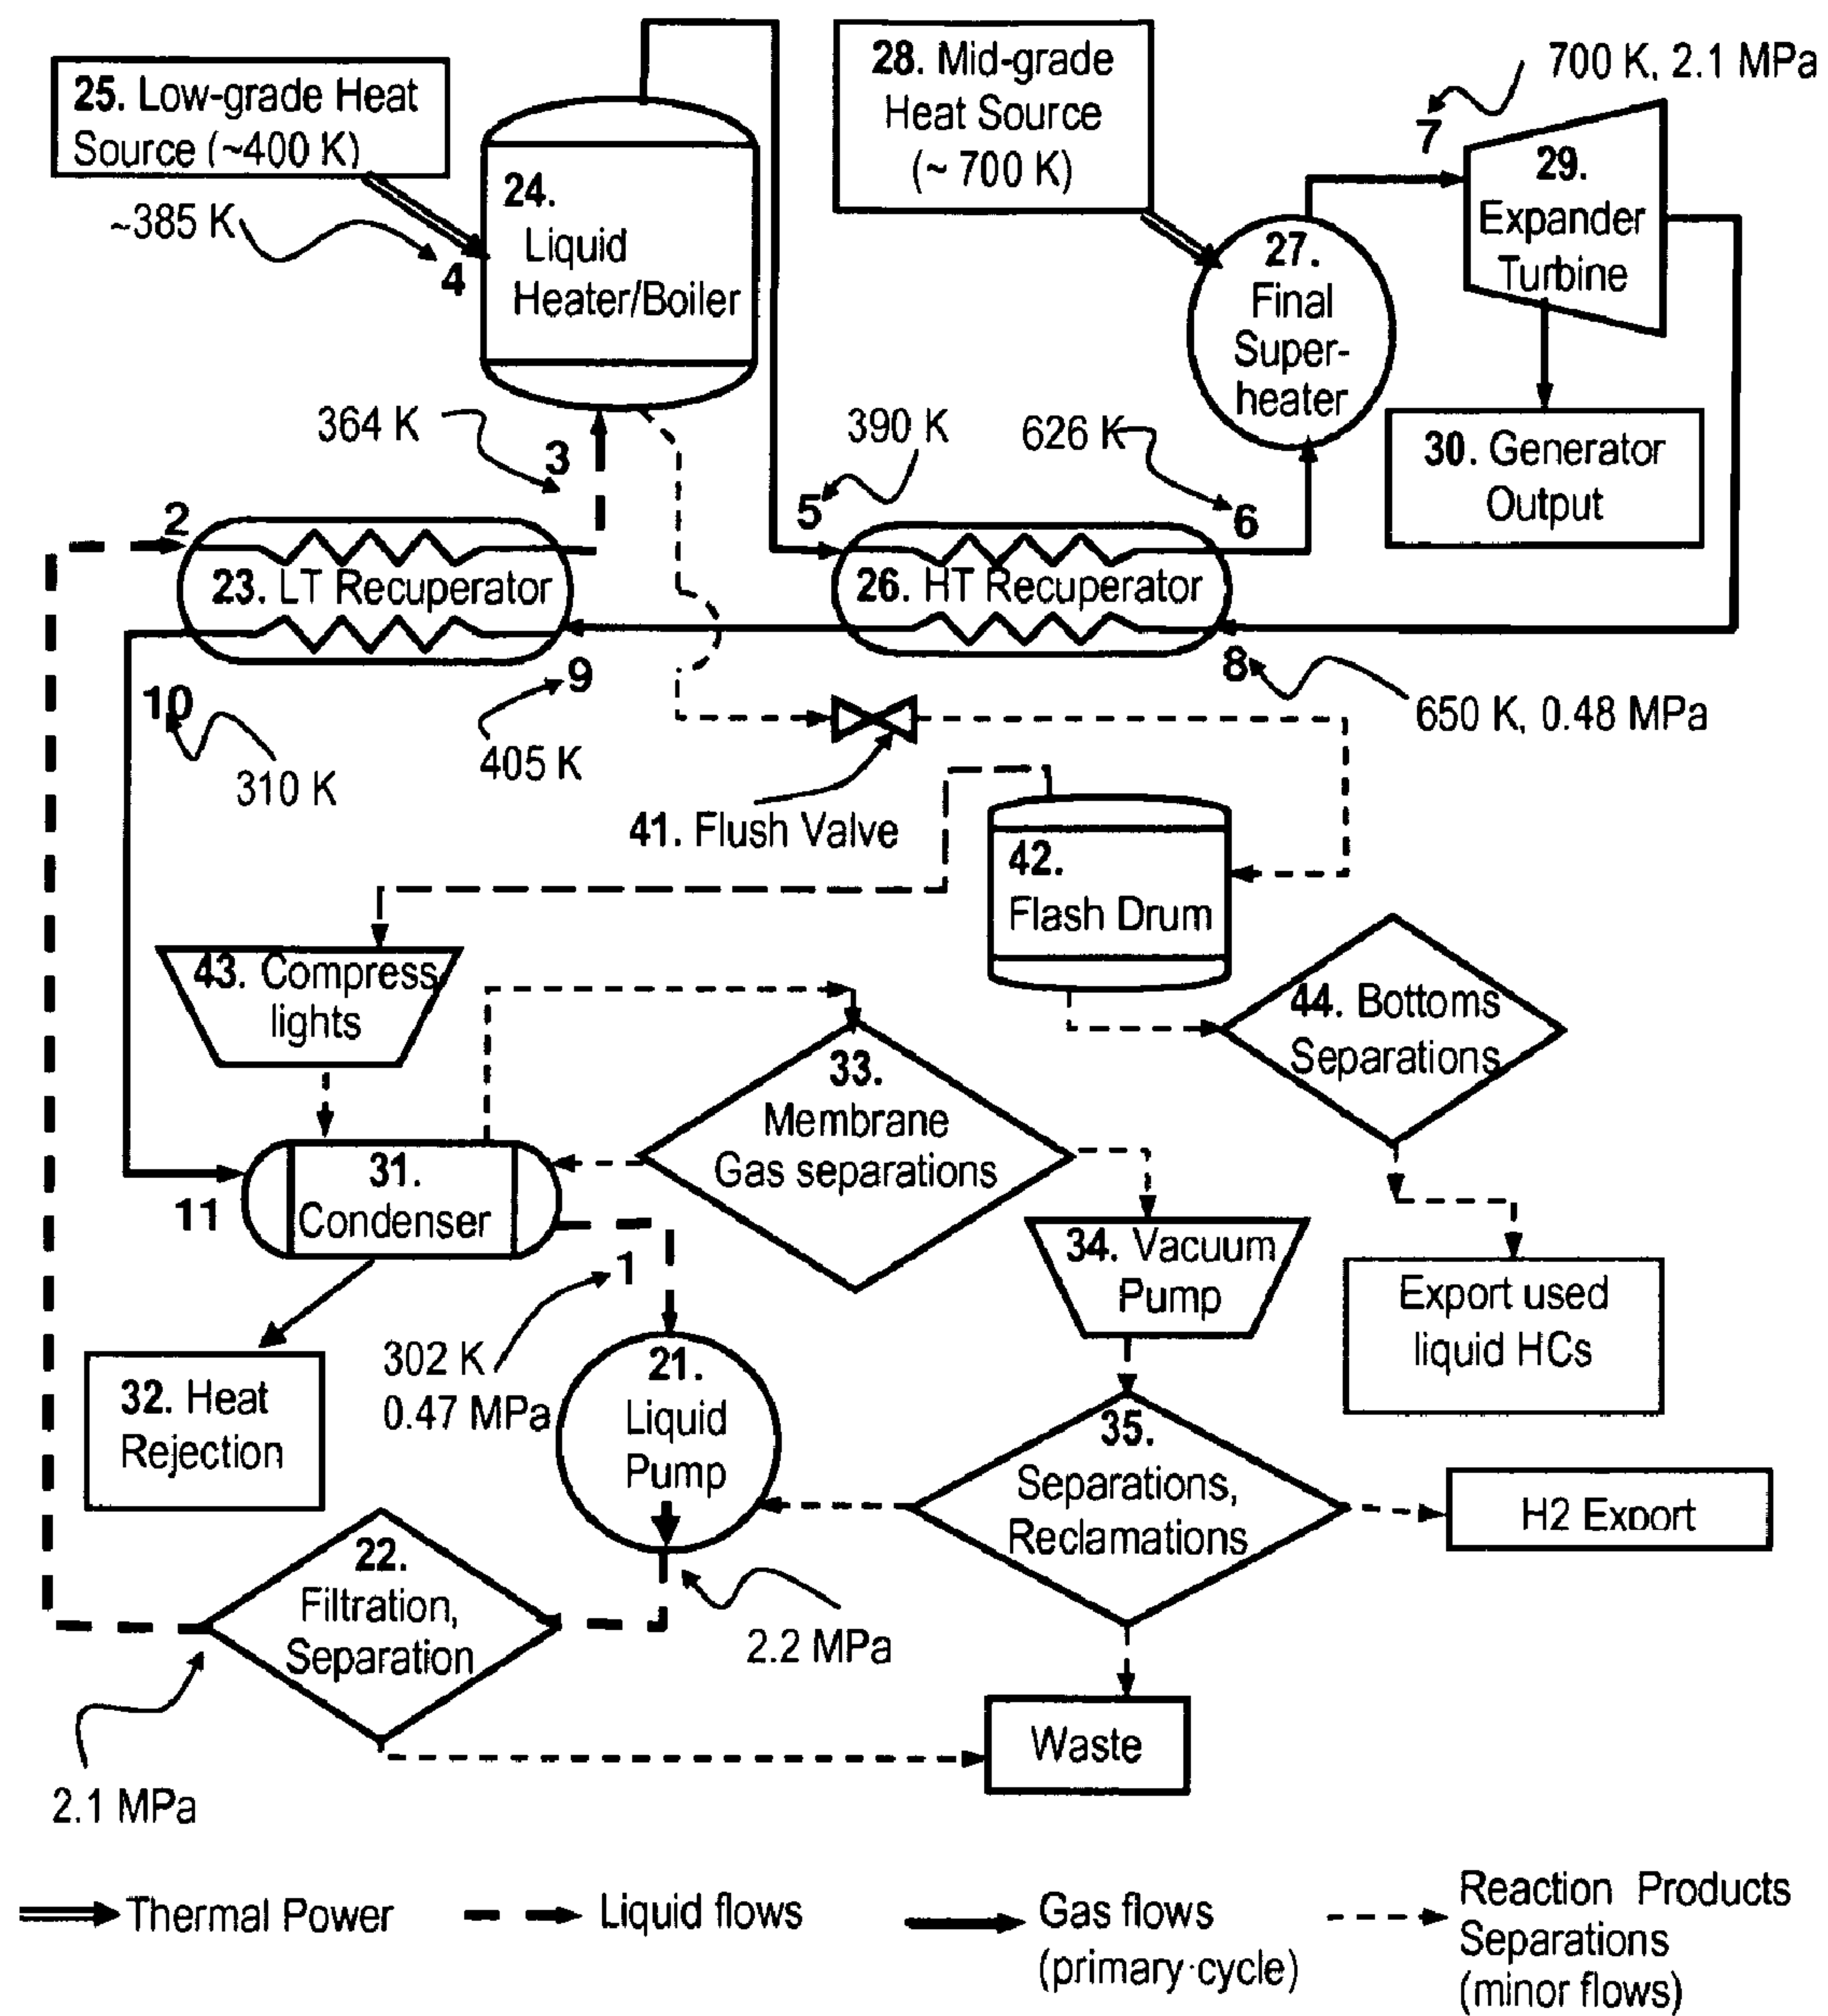 25. Low-grade Heat
Source (~400 K)
~385 K
4
24.
Liquid
Heater/Boiler
28. Mid-grade
Heat Source
(~ 700 K)
700 K, 2.1 MPa
7
29.
Expander
Turbine
27.
Final
Super-
heater
30. Generator
Output
364 K
3
390 K
5
626 K
6
2
23. LT Recuperator
26. HT Recuperator
10
310 K
9
405 K
8
650 K, 0.48 MPa
41. Flush Valve
42.
Flash Drum
43. Compress
lights
44. Bottoms
Separations
33.
Membrane
Gas separations
31.
Condenser
11
1
302 K
0.47 MPa
34. Vacuum
Pump
Export used
liquid HCs
32. Heat
Rejection
21.
Liquid
Pump
35.
Separations,
Reclamations
H2 Export
22.
Filtration,
Separation
2.2 MPa
2.1 MPa
Waste
Thermal Power
Liquid flows
Gas flows
(primary cycle)
Reaction Products
Separations
(minor flows)